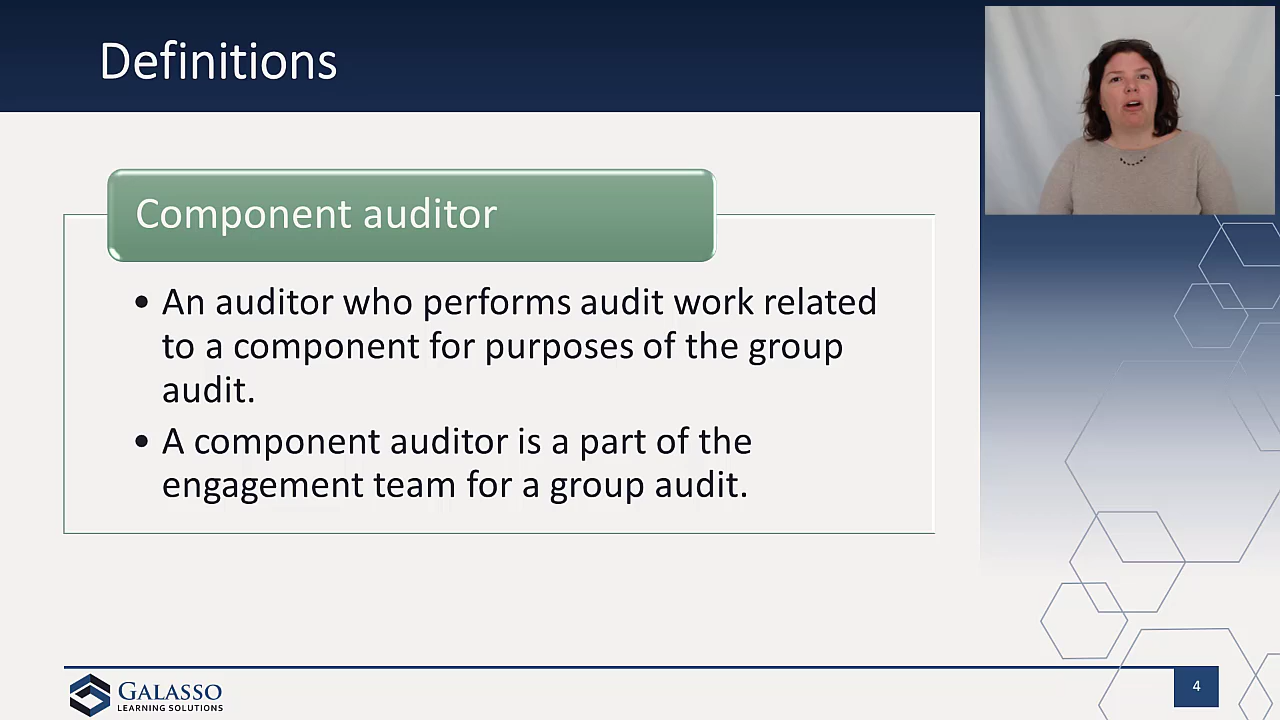 Definitions
Component auditor
• An auditor who performs audit work related
to a component for purposes of the group
audit.
• A component auditor is a part of the
engagement team for a group audit.
GALASSO
LEARNING SOLUTIONS
4